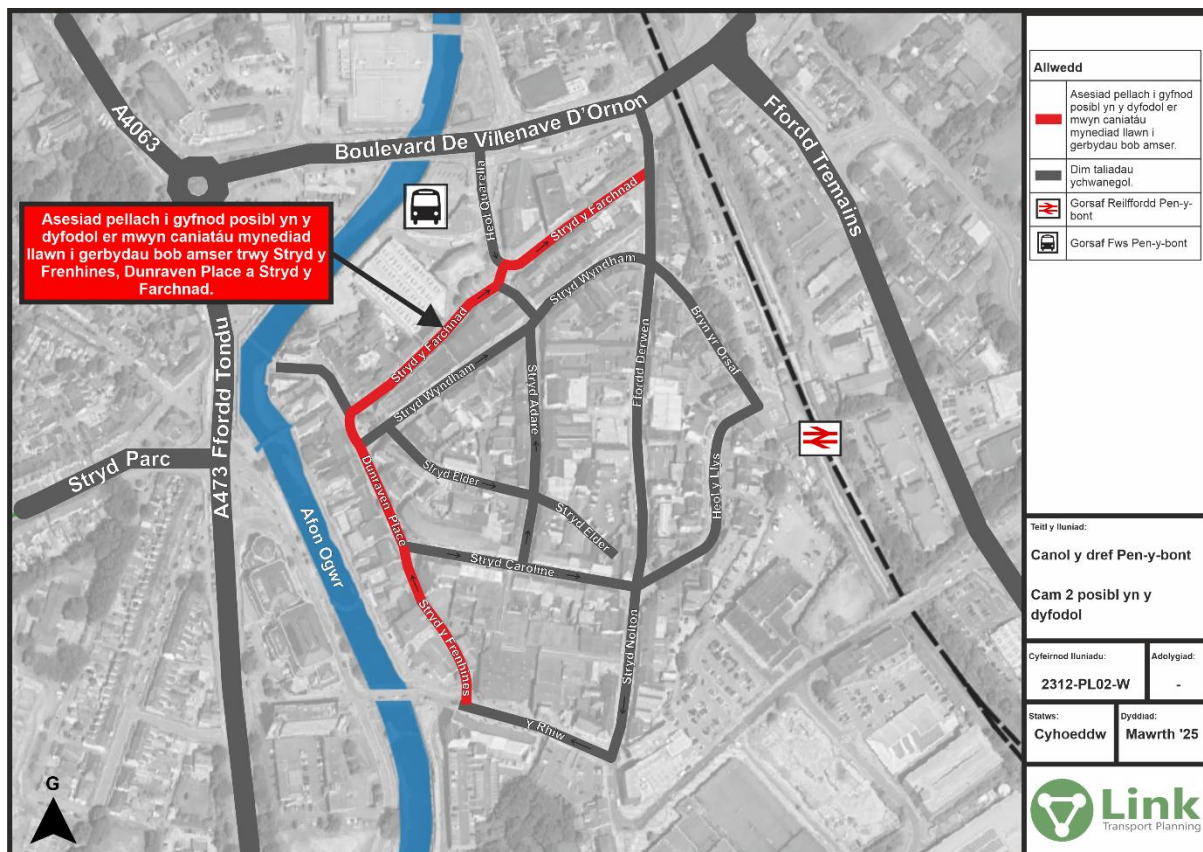 A4063
Boulevard De Villenave D'Ornon
Ffordd Tremains
Heol Quarella
Stryd y Farchnad
Asesiad pellach i gyfnod posibl yn y
dyfodol er mwyn caniatáu mynediad
llawn i gerbydau bob amser trwy Stryd y
Frenhines, Dunraven Place a Stryd y
Farchnad.
Stryd Wyndham
Bryn yr Orsaf
Stryd y Farchnad
Stryd Wyndham
Stryd Adare
Ffordd Derwen
A473 Ffordd Tondu
Stryd Parc
Dunraven Place
Stryd Elder
Stryd Elder
Heol y Llys
Afon Ogwr
Stryd Caroline
Stryd y Frenhines
Stryd Nolton
Y Rhiw
G
Allwedd
Asesiad pellach i gyfnod
posibl yn y dyfodol er
mwyn caniatáu
mynediad llawn i
gerbydau bob amser.
Dim taliadau
ychwanegol.
Gorsaf Reilffordd Pen-y-
bont
Gorsaf Fws Pen-y-bont
Teitl y lluniad:
Canol y dref Pen-y-bont
Cam 2 posibl yn y
dyfodol
Cyfeirnod lluniadu:
2312-PL02-W
Adolygiad:
-
Statws:
Cyhoeddw
Dyddiad:
Mawrth '25
Link
Transport Planning